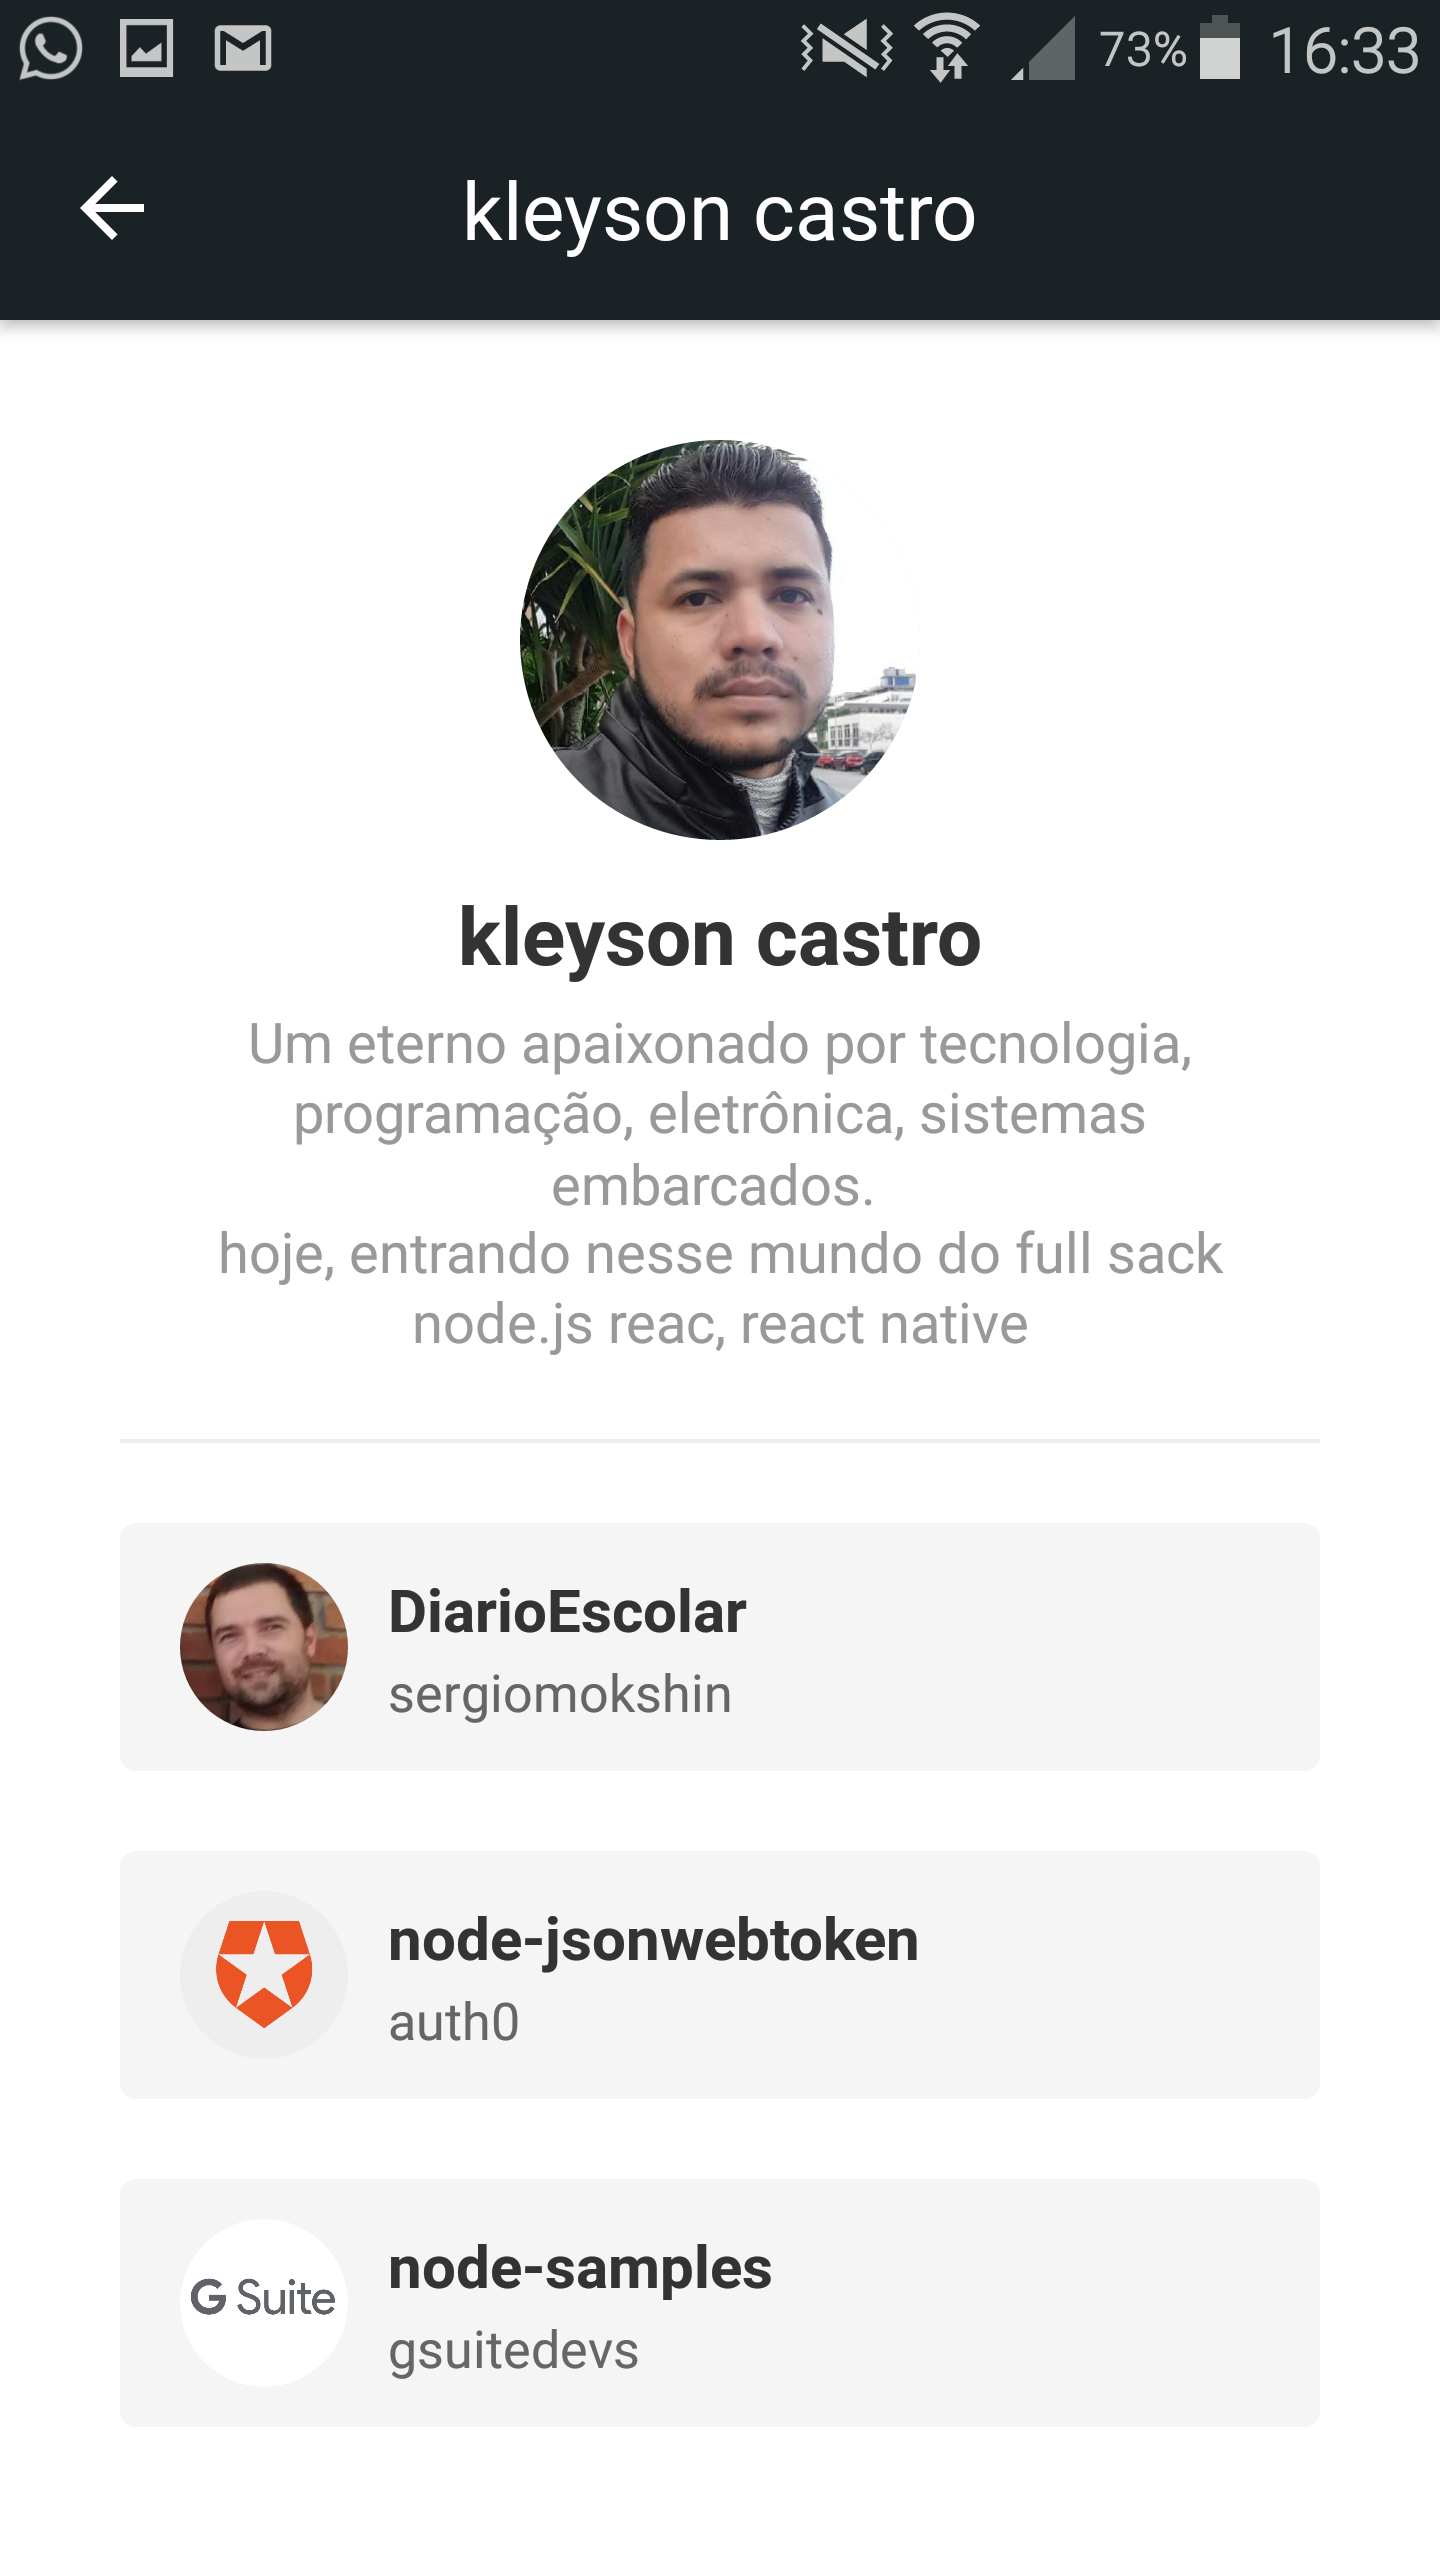 73% 16:33
kleyson castro
kleyson castro
Um eterno apaixonado por tecnologia,
programação, eletrônica, sistemas
embarcados.
hoje, entrando nesse mundo do full sack
node.js reac, react native
DiarioEscolar
sergiomokshin
node-jsonwebtoken
auth0
G Suite
node-samples
gsuitedevs